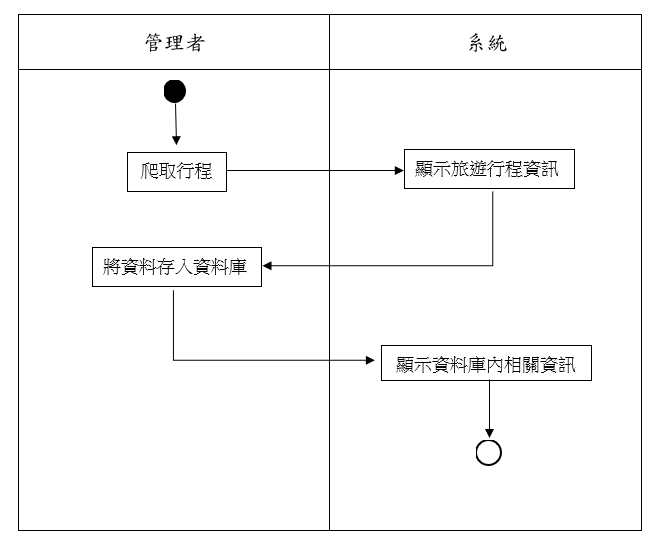 管理者
系統
爬取行程
顯示旅遊行程資訊
將資料存入資料庫
顯示資料庫內相關資訊